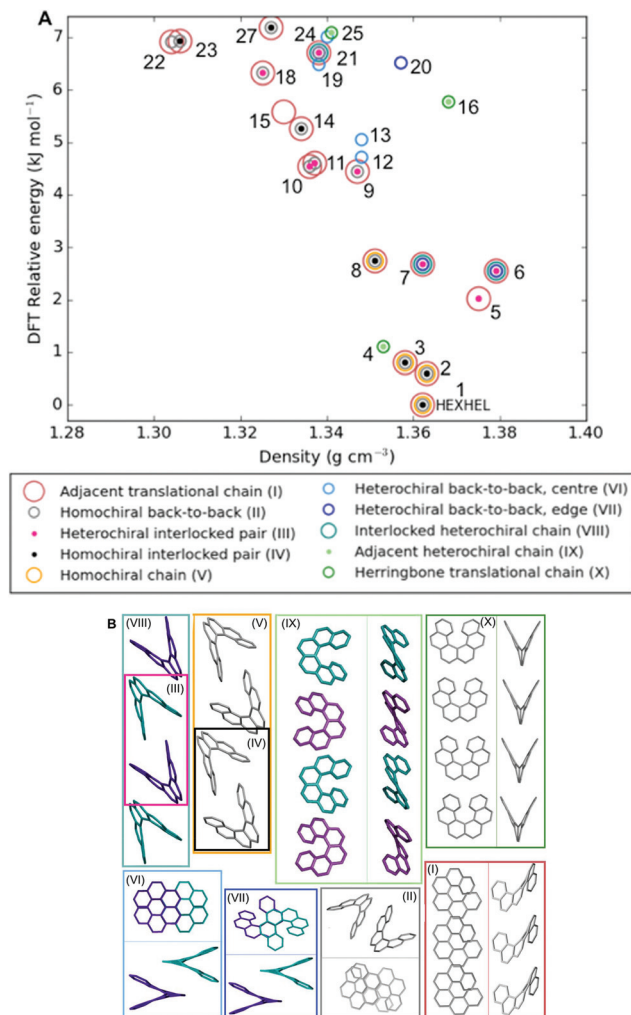 A
DFT Relative energy (kJ mol⁻¹)
7
6
5
4
3
2
1
0
22
23
27
24
25
21
19
20
18
16
15
14
13
12
11
10
9
8
7
6
5
4
3
2
1
HEXHEL
1.28
1.30
1.32
1.34
1.36
1.38
1.40
Density (g cm⁻³)
Adjacent translational chain (I)
Homochiral back-to-back (II)
Heterochiral interlocked pair (III)
Homochiral interlocked pair (IV)
Homochiral chain (V)
Heterochiral back-to-back, centre (VI)
Heterochiral back-to-back, edge (VII)
Interlocked heterochiral chain (VIII)
Adjacent heterochiral chain (IX)
Herringbone translational chain (X)
B
(VIII)
(III)
(V)
(IV)
(IX)
(X)
(VI)
(VII)
(II)
(I)